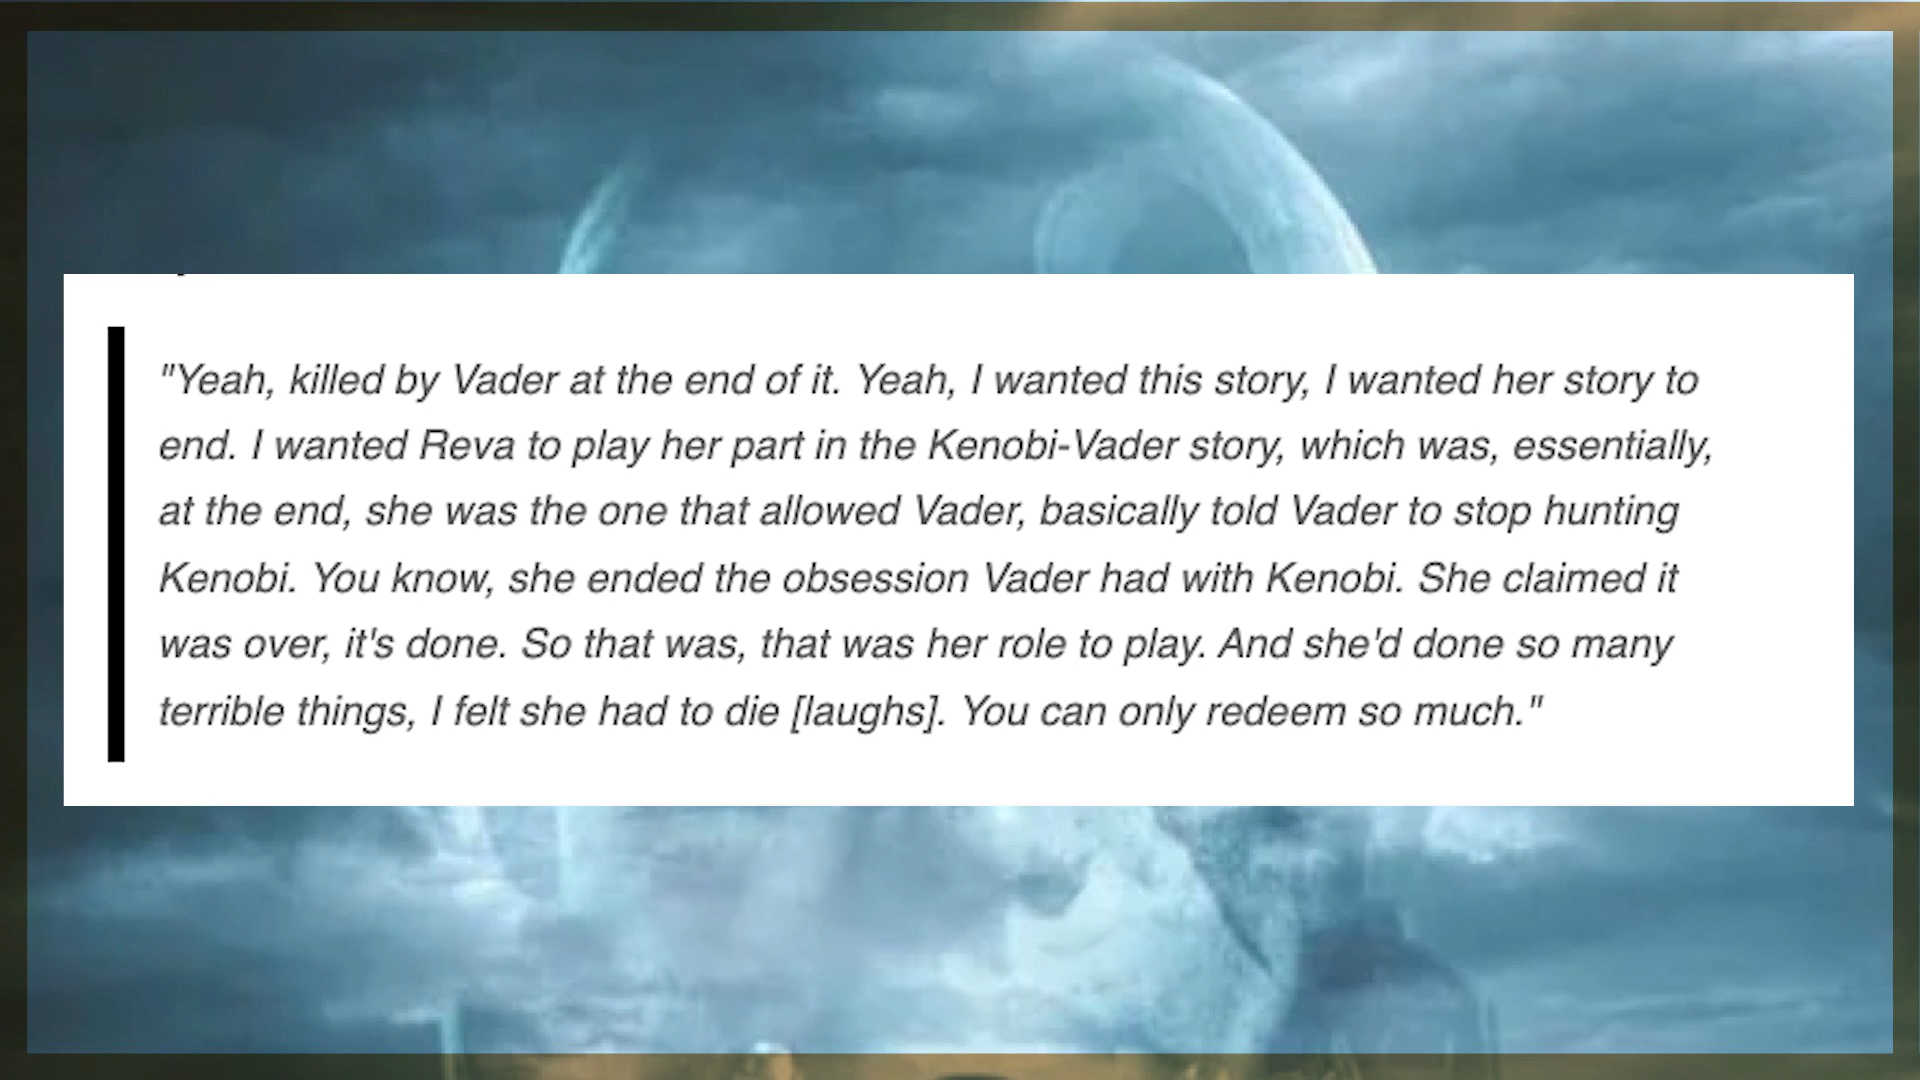 "Yeah, killed by Vader at the end of it. Yeah, I wanted this story, I wanted her story to
end. I wanted Reva to play her part in the Kenobi-Vader story, which was, essentially,
at the end, she was the one that allowed Vader, basically told Vader to stop hunting
Kenobi. You know, she ended the obsession Vader had with Kenobi. She claimed it
was over, it's done. So that was, that was her role to play. And she'd done so many
terrible things, I felt she had to die [laughs]. You can only redeem so much."